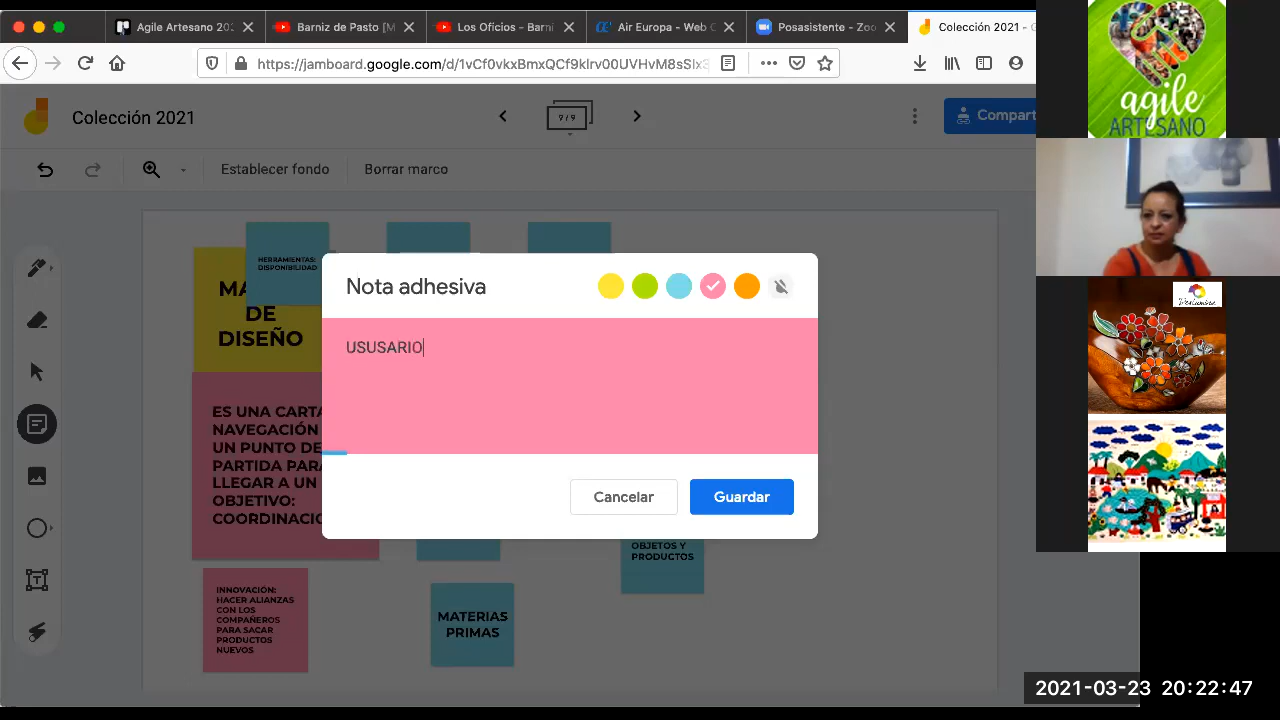 Agile Artesano 202
Barniz de Pasto [M
Los Oficios – Barni
Air Europa - Web C
Posasistente - Zoo
Colección 2021 - G
https://jamboard.google.com/d/1vCf0vkxBmxQCf9klrv00UVHvM8sSlx3
Colección 2021
9/9
Compart
Establecer fondo
Borrar marco
HERRAMIENTAS:
DISPONIBILIDAD
MA
DE
DISEÑO
Nota adhesiva
USUSARIO
Cancelar
Guardar
ES UNA CARTA
NAVEGACIÓN
UN PUNTO DE
PARTIDA PARA
LLEGAR A UN
OBJETIVO:
COORDINACIO
OBJETOS Y
PRODUCTOS
INNOVACIÓN:
HACER ALIANZAS
CON LOS
COMPAÑEROS
PARA SACAR
PRODUCTOS
NUEVOS
MATERIAS
PRIMAS
agile
ARTESANO
2021-03-23 20:22:47